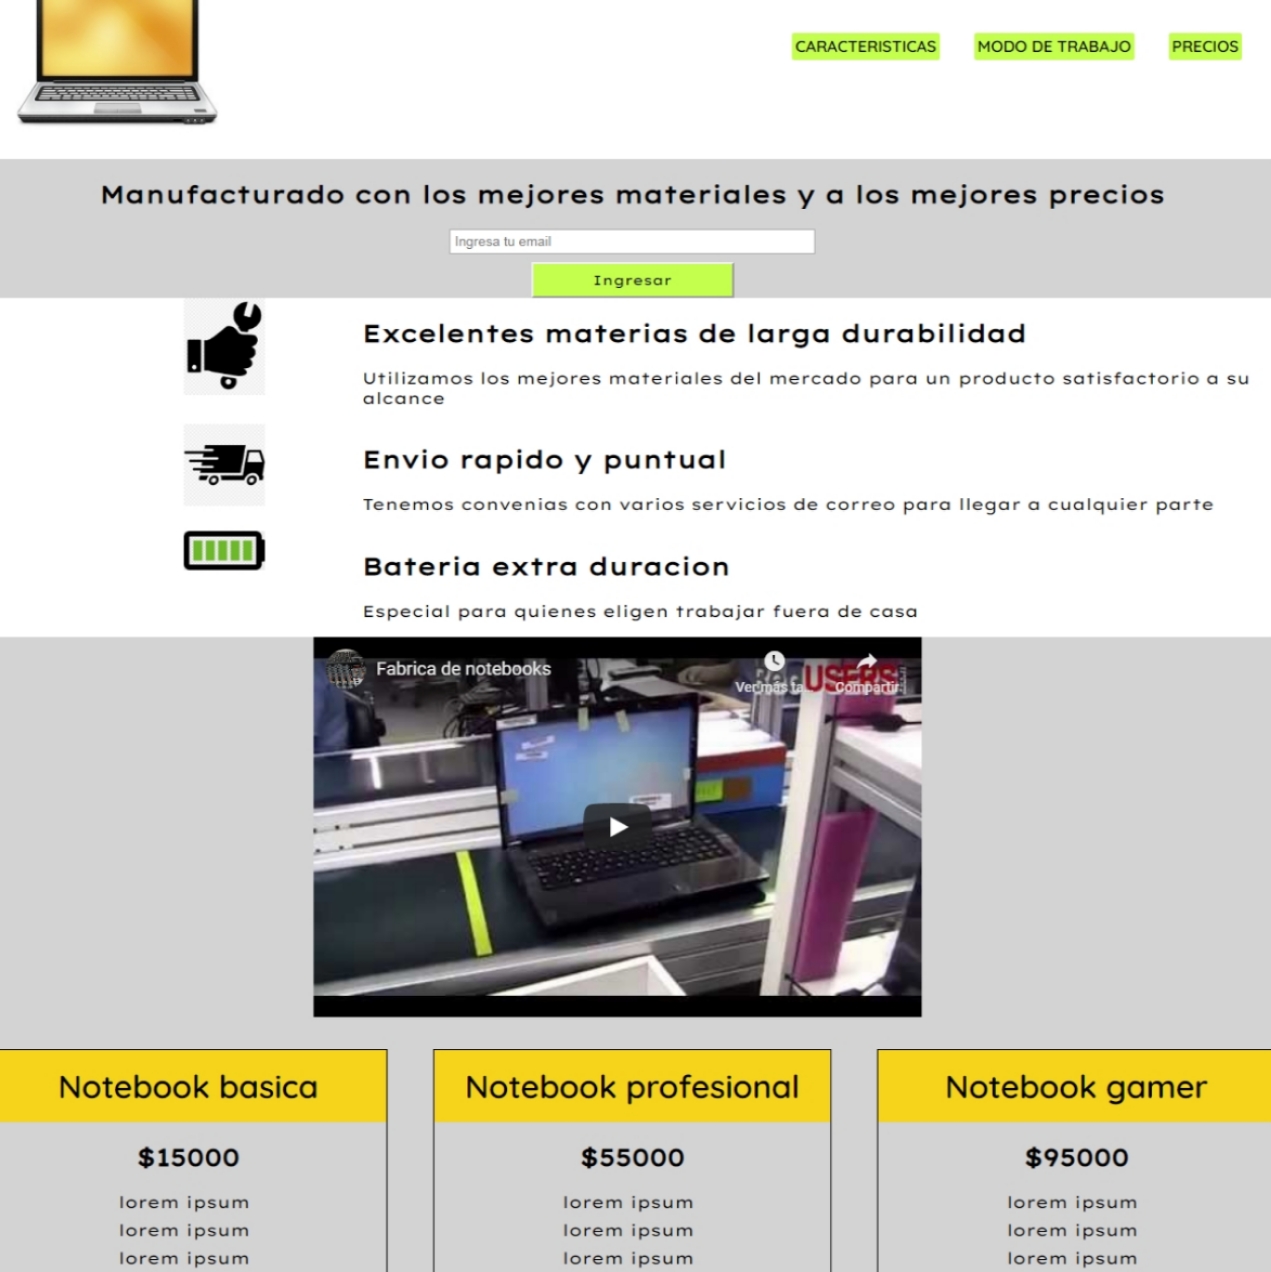 CARACTERISTICAS
MODO DE TRABAJO
PRECIOS
Manufacturado con los mejores materiales y a los mejores precios
Ingresa tu email
Ingresar
Excelentes materias de larga durabilidad
Utilizamos los mejores materiales del mercado para un producto satisfactorio a su
alcance
Envio rapido y puntual
Tenemos convenias con varios servicios de correo para llegar a cualquier parte
Bateria extra duracion
Especial para quienes eligen trabajar fuera de casa
Fabrica de notebooks
USERS
Ver más ta...
Compartir
Notebook basica
$15000
lorem ipsum
lorem ipsum
lorem ipsum
Notebook profesional
$55000
lorem ipsum
lorem ipsum
lorem ipsum
Notebook gamer
$95000
lorem ipsum
lorem ipsum
lorem ipsum